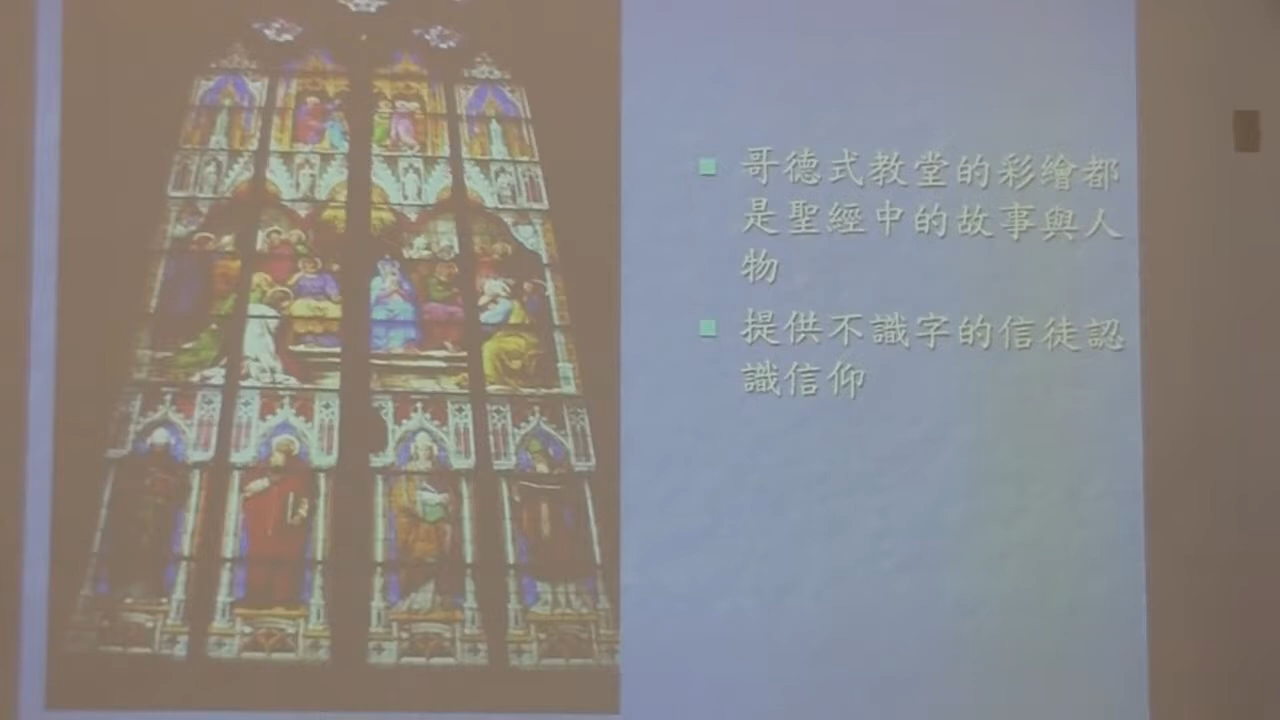 哥德式教堂的彩繪都
是聖經中的故事與人
物
提供不識字的信徒認
識信仰